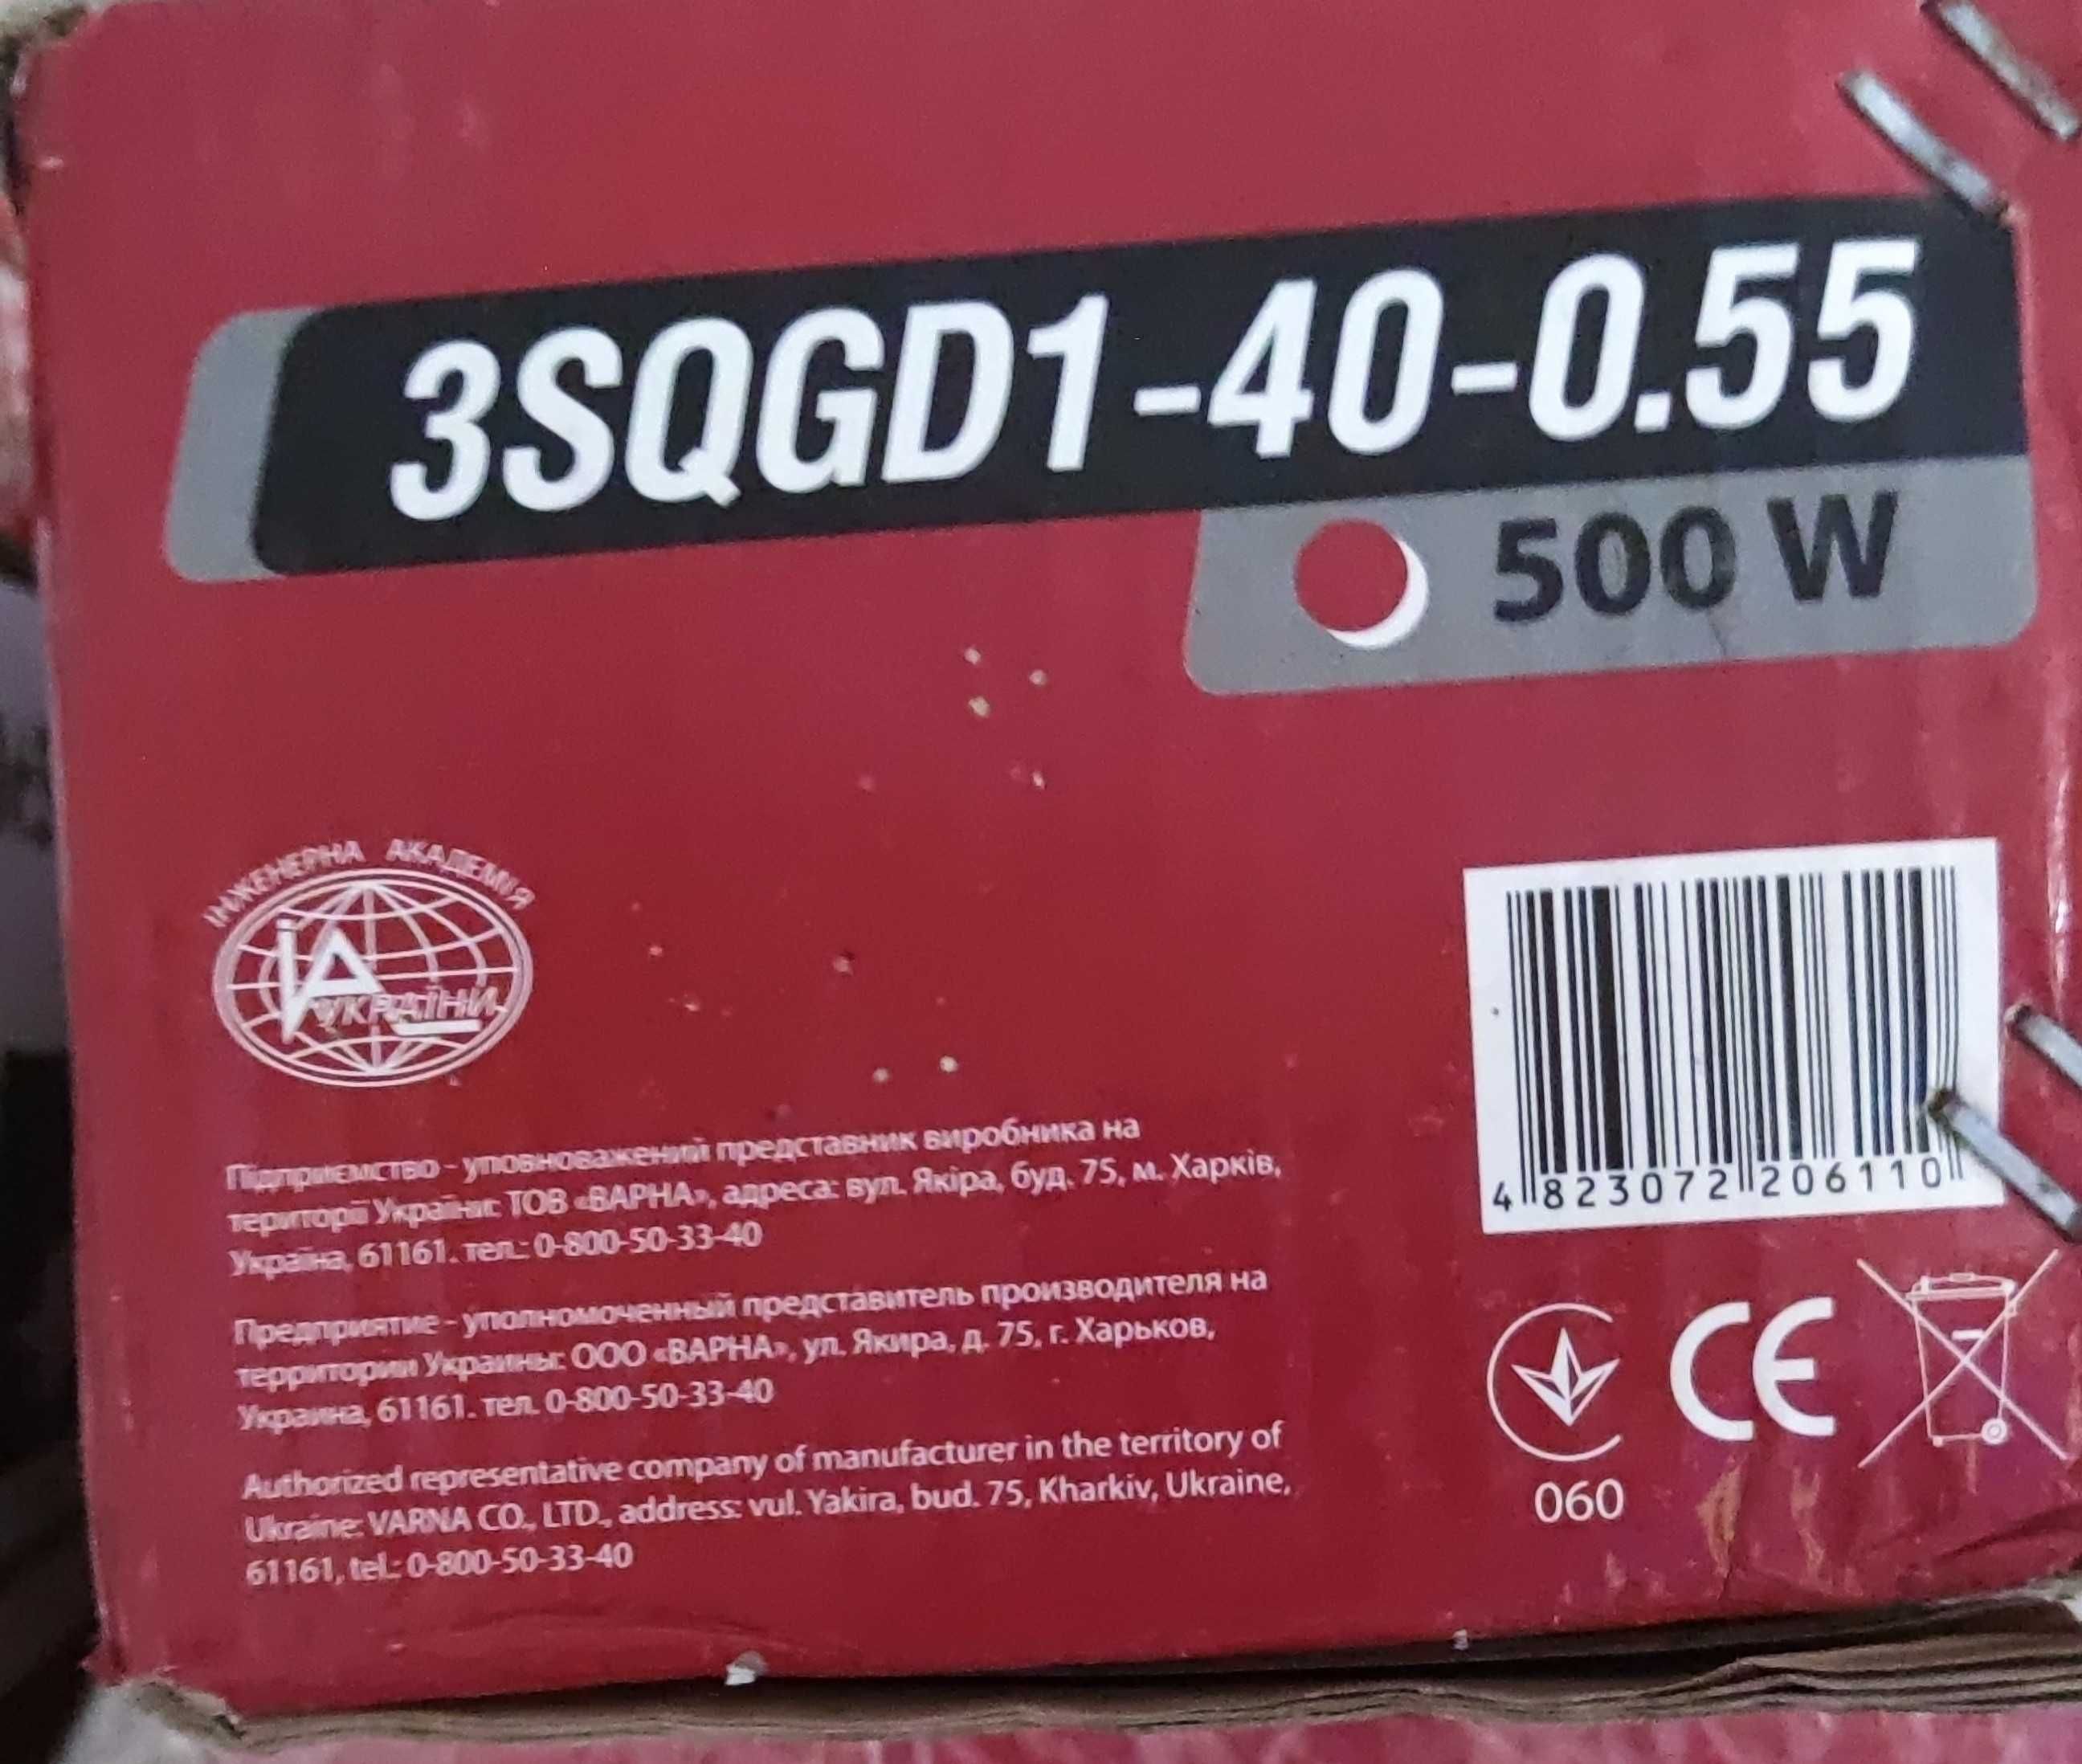 3SQGD1-40-0.55
500 W
ІНЖЕНЕРНА АКАДЕМІЯ
ІА
УКРАЇНИ
Підприємство - уповноважений представник виробника на
території України: ТОВ «ВАРНА», адреса: вул. Якіра, буд. 75, м. Харків,
Україна, 61161. тел.: 0-800-50-33-40
Предприятие - уполномоченный представитель производителя на
территории Украины: ООО «ВАРНА», ул. Якира, д. 75, г. Харьков,
Украина, 61161. тел. 0-800-50-33-40
Authorized representative company of manufacturer in the territory of
Ukraine: VARNA CO., LTD., address: vul. Yakira, bud. 75, Kharkiv, Ukraine,
61161, tel.: 0-800-50-33-40
4 823072 206110
CE
060